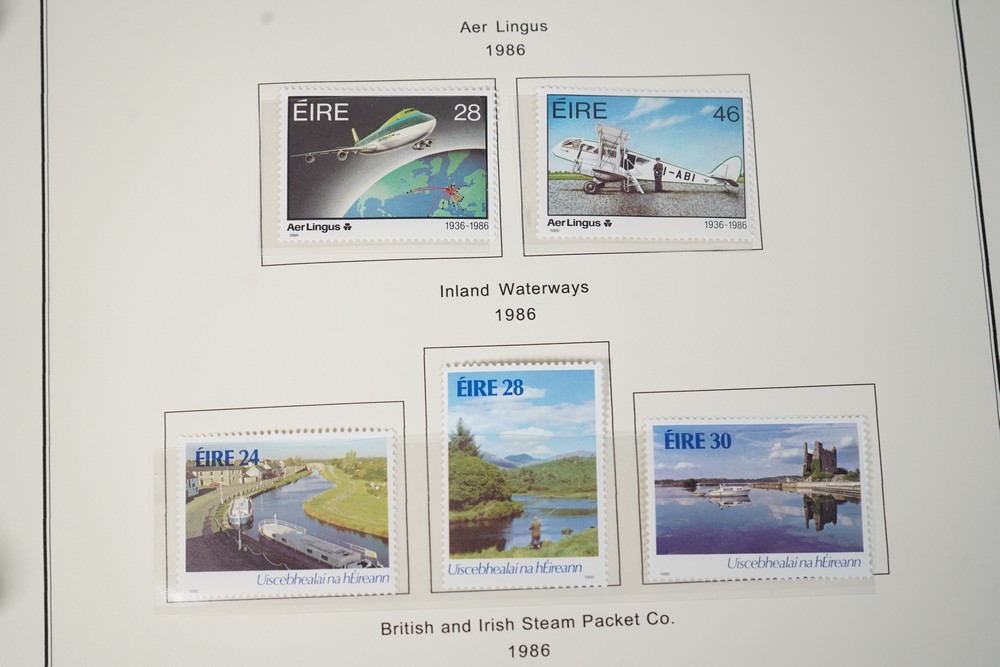 Aer Lingus
1986
ÉIRE 28
Aer Lingus 1936-1986
1986
ÉIRE 46
I-ABI
Aer Lingus 1936-1986
1986
Inland Waterways
1986
ÉIRE 24
Uiscebhealaí na hÉireann
ÉIRE 28
Uiscebhealaí na hÉireann
ÉIRE 30
Uiscebhealaí na hÉireann
British and Irish Steam Packet Co.
1986